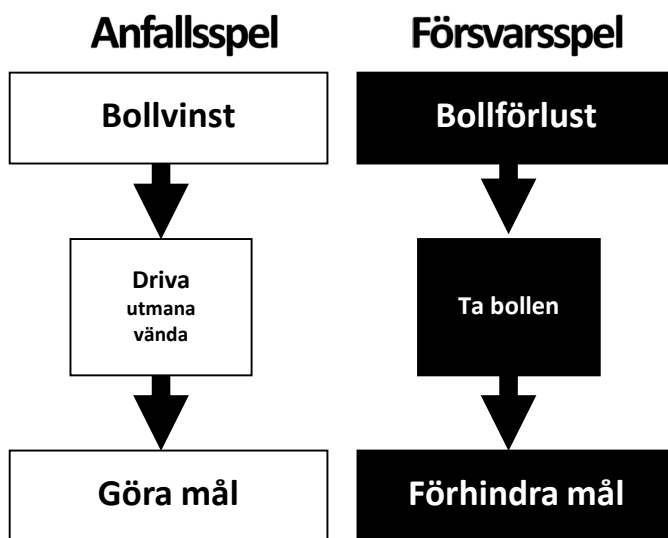 Anfallsspel
Bollvinst
Driva
utmana
vända
Göra mål
Försvarsspel
Bollförlust
Ta bollen
Förhindra mål